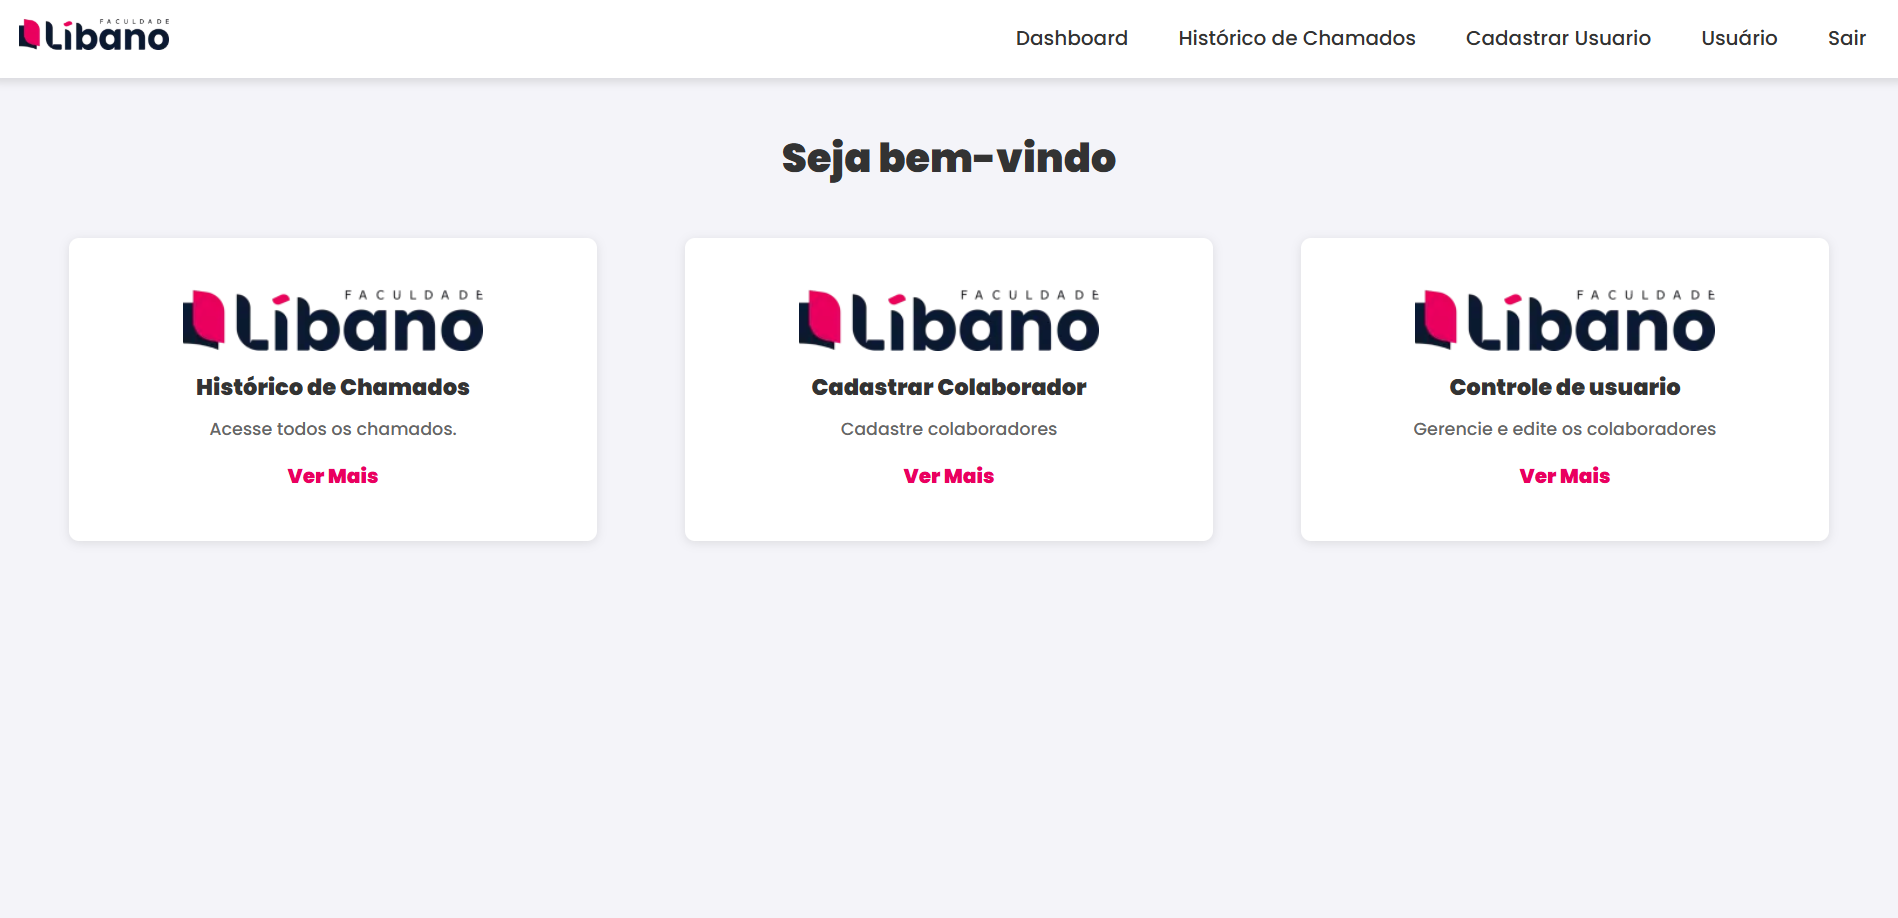 FACULDADE
Líbano
Dashboard Histórico de Chamados Cadastrar Usuario Usuário Sair
Seja bem-vindo
FACULDADE
Líbano
Histórico de Chamados
Acesse todos os chamados.
Ver Mais
FACULDADE
Líbano
Cadastrar Colaborador
Cadastre colaboradores
Ver Mais
FACULDADE
Líbano
Controle de usuario
Gerencie e edite os colaboradores
Ver Mais